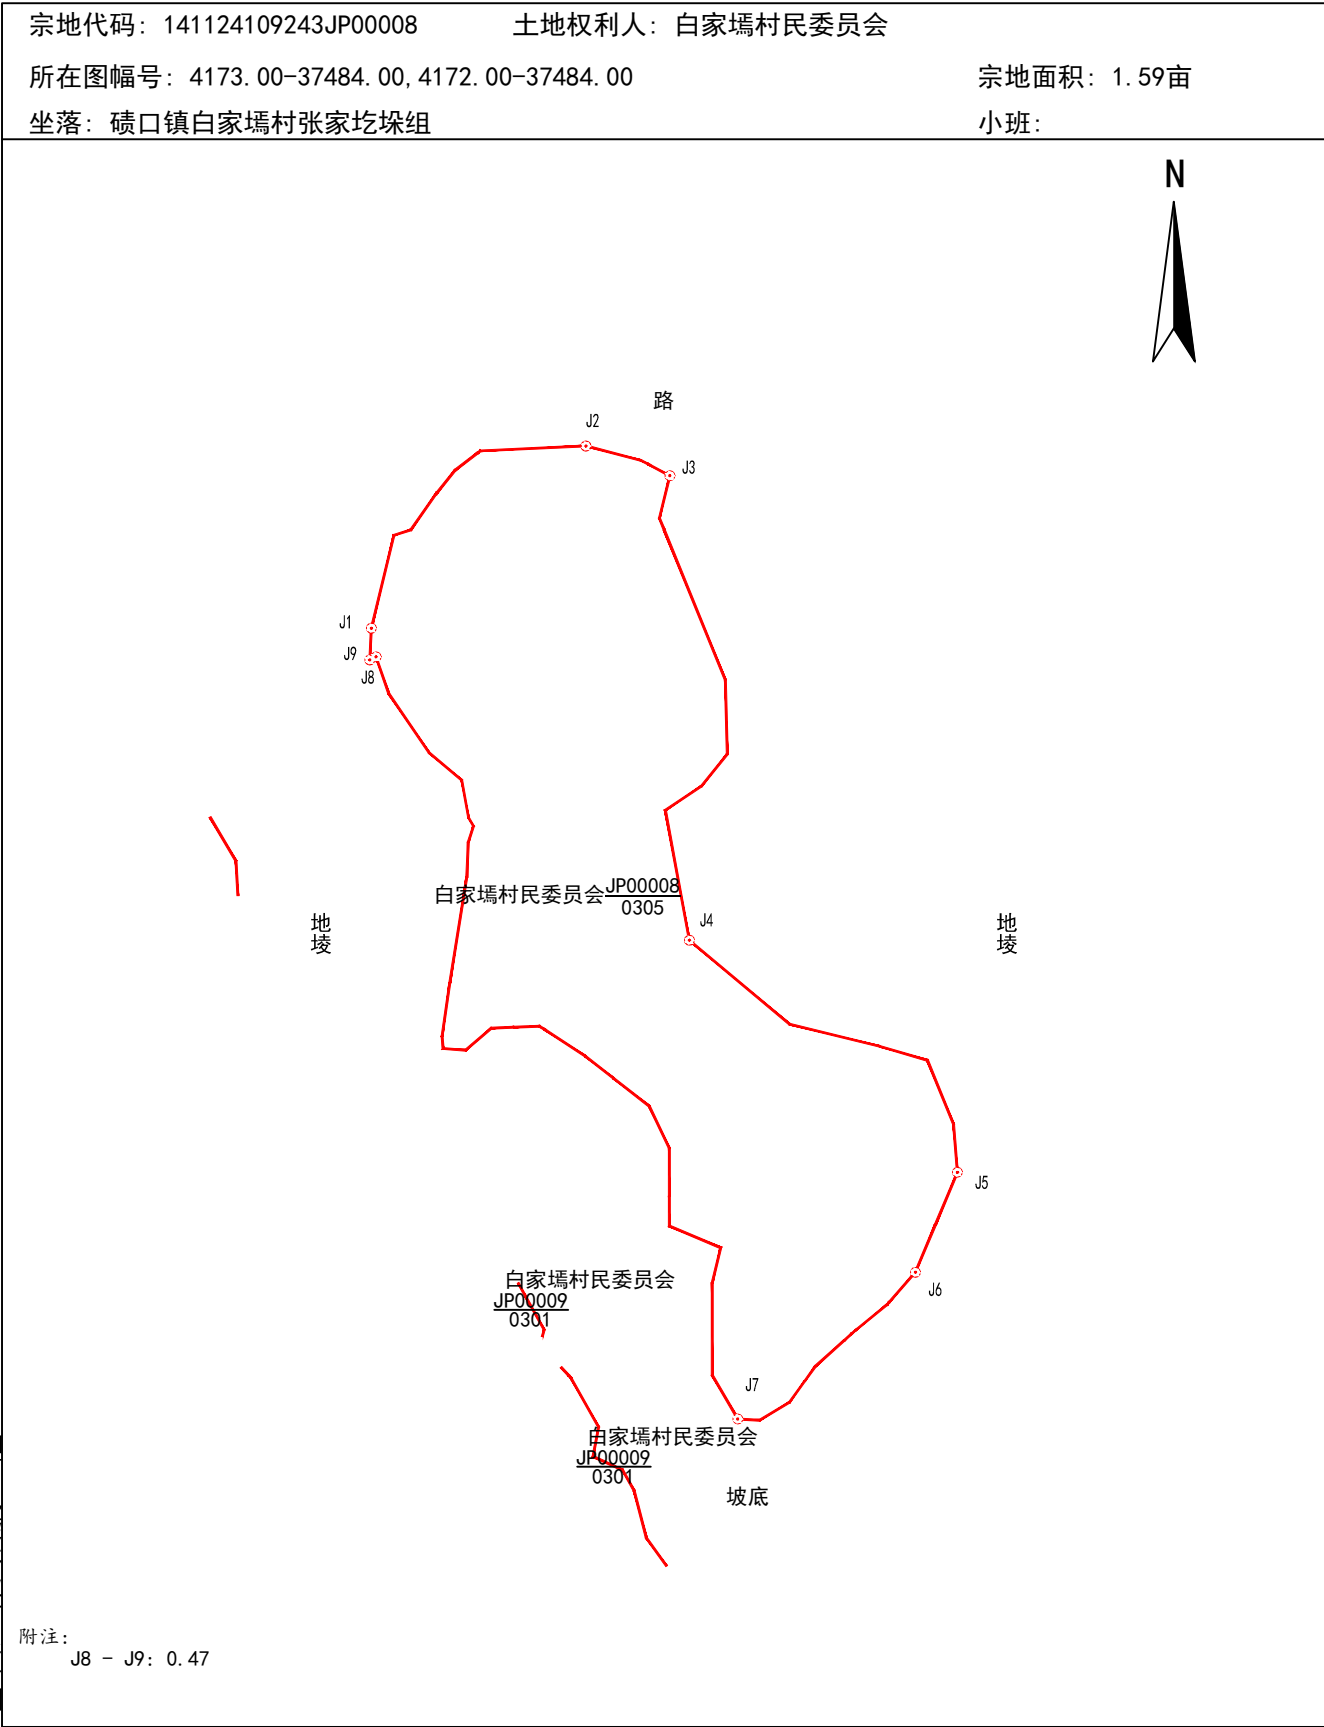 宗地代码: 141124109243JP00008 土地权利人: 白家墕村民委员会
所在图幅号: 4173.00-37484.00, 4172.00-37484.00 宗地面积: 1.59亩
坐落: 碛口镇白家墕村张家圪垛组 小班:
N
路
J2
J3
J1
J9
J8
白家墕村民委员会 JP00008
0305
J4
地堎
地堎
J5
白家墕村民委员会
JP00009
0301
J6
J7
白家墕村民委员会
JP00009
0301
坡底
附注:
J8 - J9: 0.47